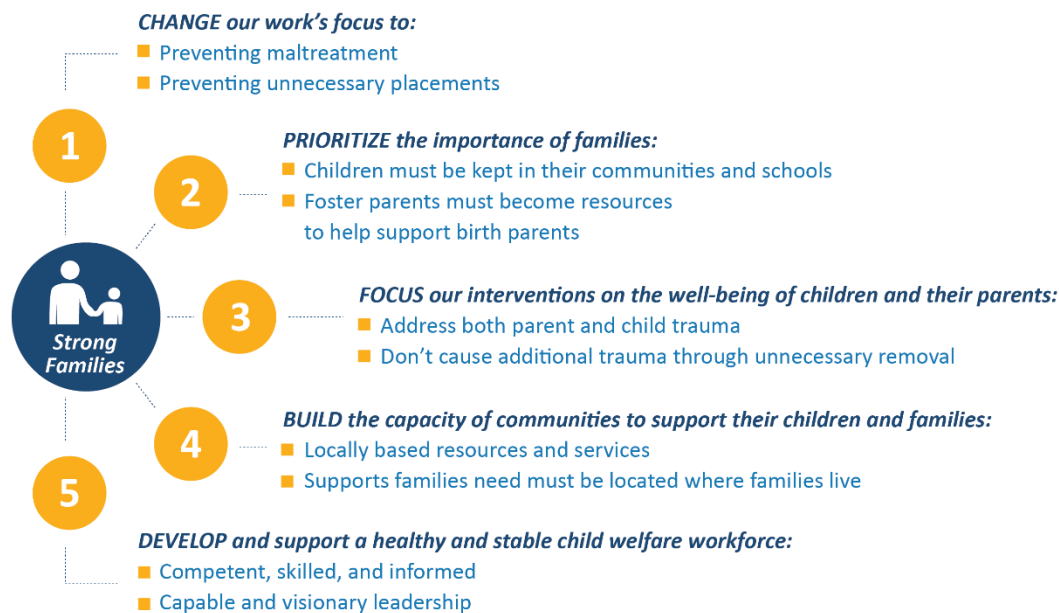 CHANGE our work's focus to:
Preventing maltreatment
Preventing unnecessary placements
1
PRIORITIZE the importance of families:
2
Children must be kept in their communities and schools
Foster parents must become resources
to help support birth parents
FOCUS our interventions on the well-being of children and their parents:
3
Address both parent and child trauma
Don't cause additional trauma through unnecessary removal
Strong
Families
BUILD the capacity of communities to support their children and families:
4
Locally based resources and services
Supports families need must be located where families live
5
DEVELOP and support a healthy and stable child welfare workforce:
Competent, skilled, and informed
Capable and visionary leadership